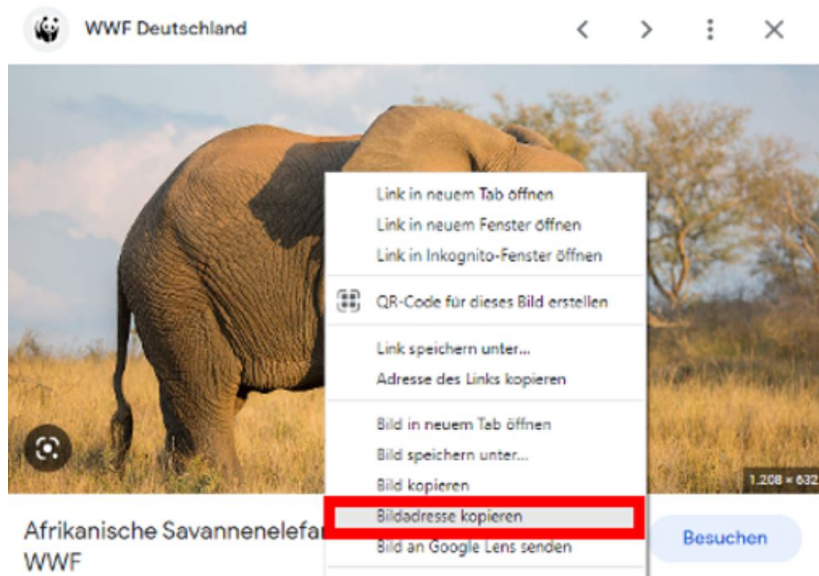 WWF Deutschland
Link in neuem Tab öffnen
Link in neuem Fenster öffnen
Link in Inkognito-Fenster öffnen
QR-Code für dieses Bild erstellen
Link speichern unter...
Adresse des Links kopieren
Bild in neuem Tab öffnen
Bild speichern unter...
Bild kopieren
1.208 × 632
Bildadresse kopieren
Afrikanische Savannenelefa
Besuchen
Bild an Google Lens senden
WWF